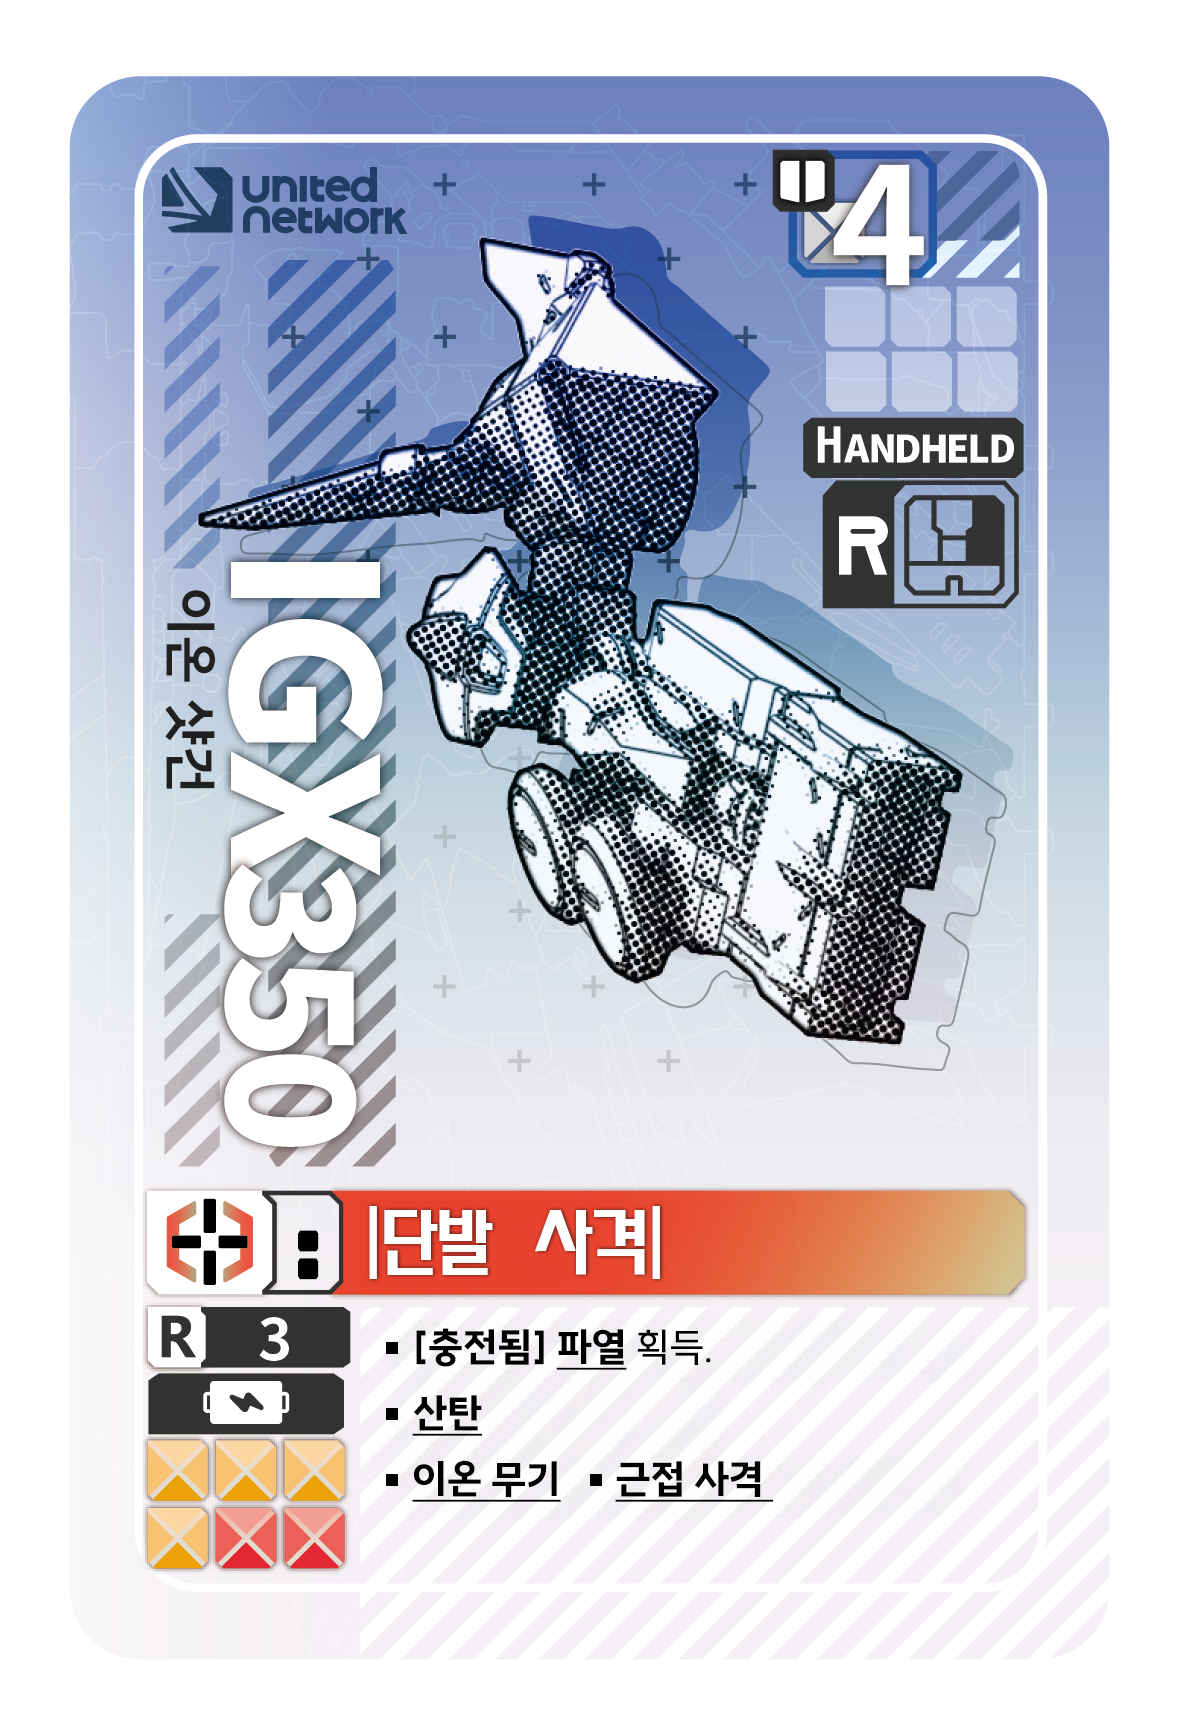 united
network
4
HANDHELD
R
이온 샷건
IGX350
|단발 사격|
R 3
▪ [충전됨] 파열 획득.
▪ 산탄
▪ 이온 무기 ▪ 근접 사격